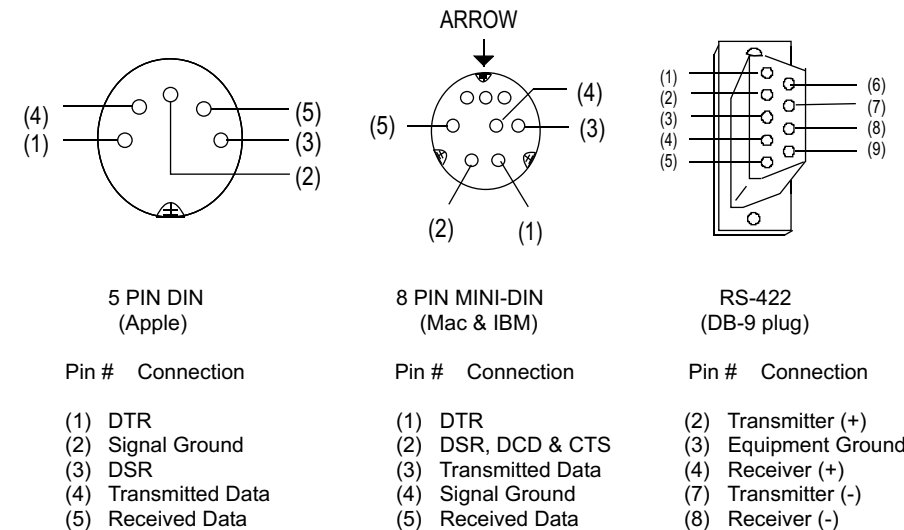 ARROW
(4)
(1)
(5)
(3)
(2)
(5)
(4)
(3)
(2)
(1)
(1)
(2)
(3)
(4)
(5)
(6)
(7)
(8)
(9)
5 PIN DIN
(Apple)
Pin # Connection
(1) DTR
(2) Signal Ground
(3) DSR
(4) Transmitted Data
(5) Received Data
8 PIN MINI-DIN
(Mac & IBM)
Pin # Connection
(1) DTR
(2) DSR, DCD & CTS
(3) Transmitted Data
(4) Signal Ground
(5) Received Data
RS-422
(DB-9 plug)
Pin # Connection
(2) Transmitter (+)
(3) Equipment Ground
(4) Receiver (+)
(7) Transmitter (-)
(8) Receiver (-)